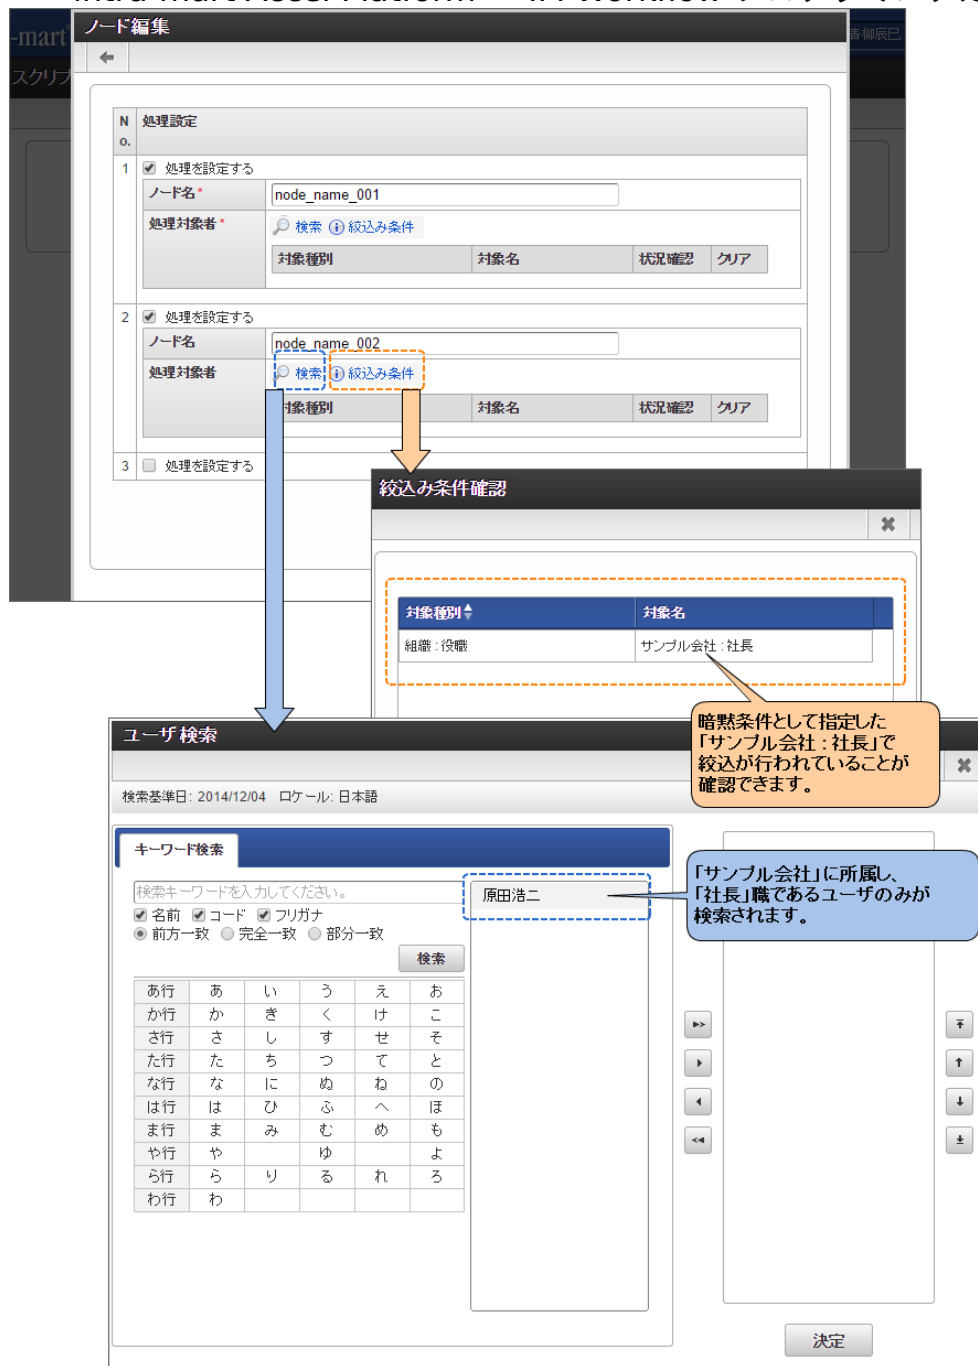 ノード編集
-mart
青柳辰巳
スクリプ
No. 処理設定
1 処理を設定する
ノード名* node_name_001
処理対象者* 検索 絞込み条件
対象種別 対象名 状況確認 クリア
2 処理を設定する
ノード名 node_name_002
処理対象者 検索 絞込み条件
対象種別 対象名 状況確認 クリア
3 処理を設定する
絞込み条件確認
対象種別 対象名
組織 : 役職 サンプル会社 : 社長
暗黙条件として指定した
「サンプル会社 : 社長」で
絞込が行われていることが
確認できます。
ユーザ検索
検索基準日: 2014/12/04 ロケール: 日本語
キーワード検索
検索キーワードを入力してください。
名前 コード フリガナ
前方一致 完全一致 部分一致
検索
原田浩二
「サンプル会社」に所属し、
「社長」職であるユーザのみが
検索されます。
あ行 あ い う え お
か行 か き く け こ
さ行 さ し す せ そ
た行 た ち つ て と
な行 な に ぬ ね の
は行 は ひ ふ へ ほ
ま行 ま み む め も
や行 や ゆ よ
ら行 ら り る れ ろ
わ行 わ
決定